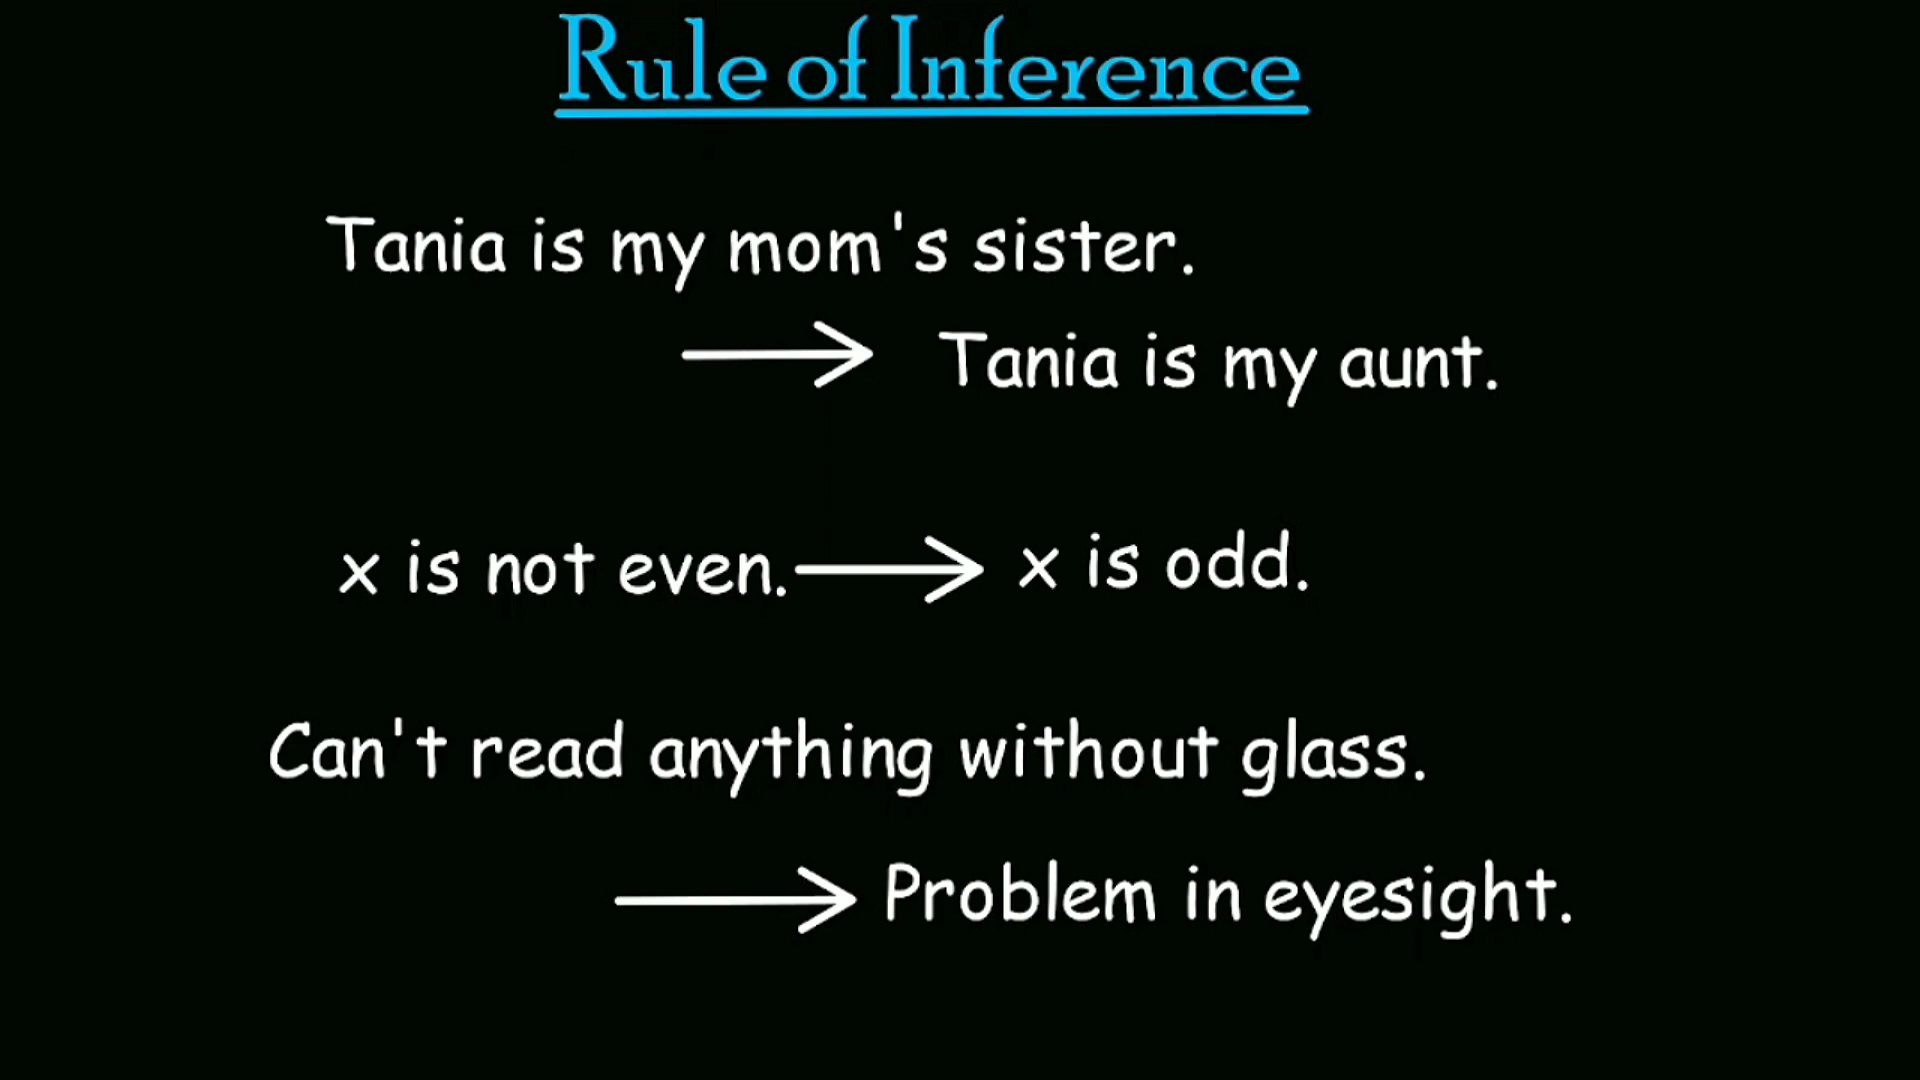 Rule of Inference
Tania is my mom's sister.
Tania is my aunt.
x is not even. → x is odd.
Can't read anything without glass.
→ Problem in eyesight.